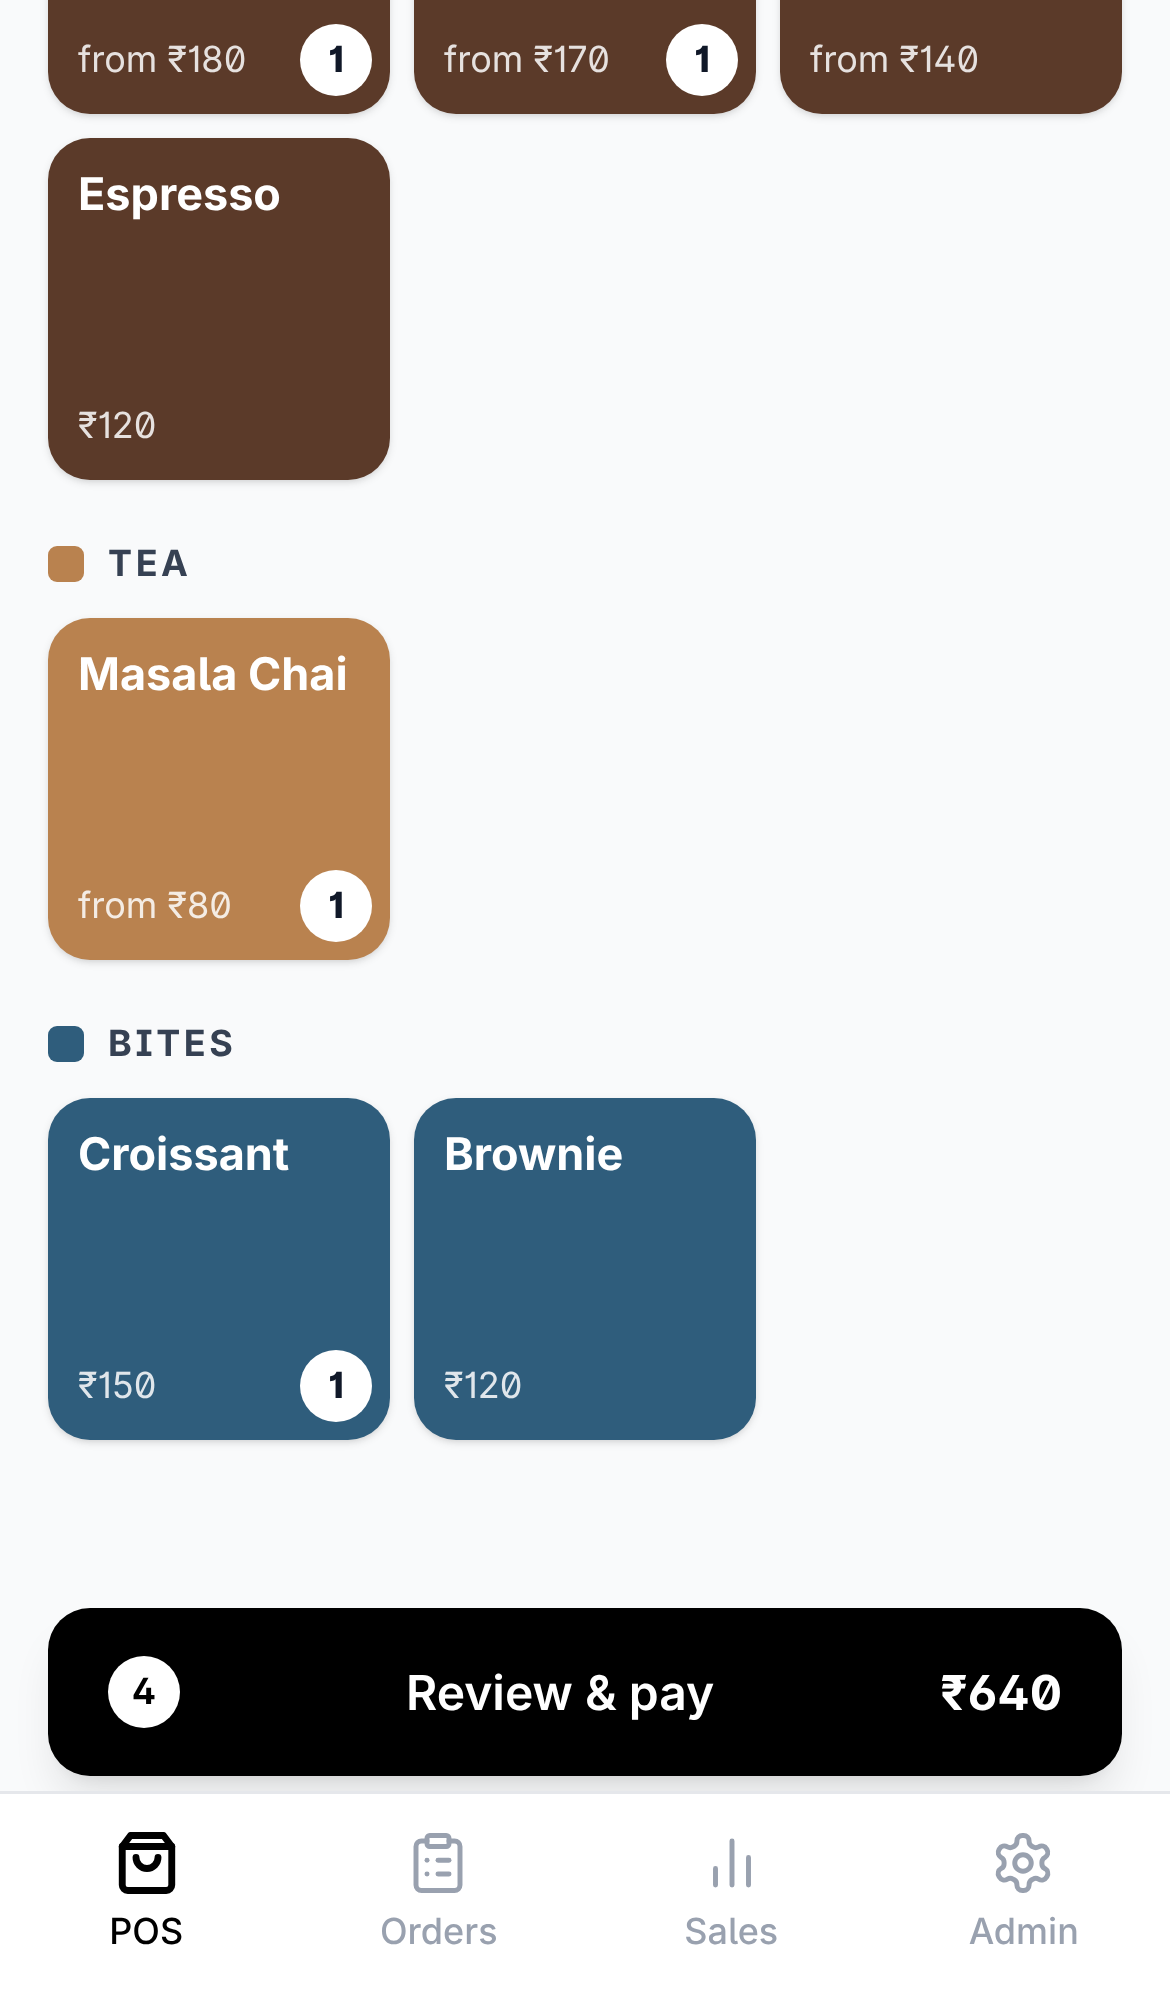 from ₹180 1
from ₹170 1
from ₹140
Espresso
₹120
TEA
Masala Chai
from ₹80 1
BITES
Croissant
₹150 1
Brownie
₹120
4 Review & pay ₹640
POS
Orders
Sales
Admin